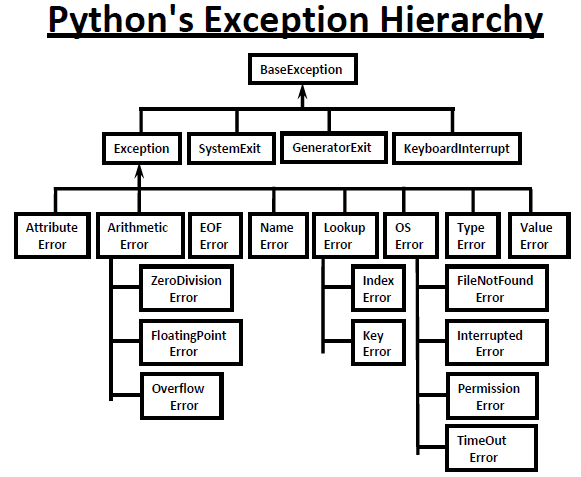 Python's Exception Hierarchy
BaseException
Exception
SystemExit
GeneratorExit
KeyboardInterrupt
Attribute
Error
Arithmetic
Error
EOF
Error
Name
Error
Lookup
Error
OS
Error
Type
Error
Value
Error
ZeroDivision
Error
FloatingPoint
Error
Overflow
Error
Index
Error
Key
Error
FileNotFound
Error
Interrupted
Error
Permission
Error
TimeOut
Error